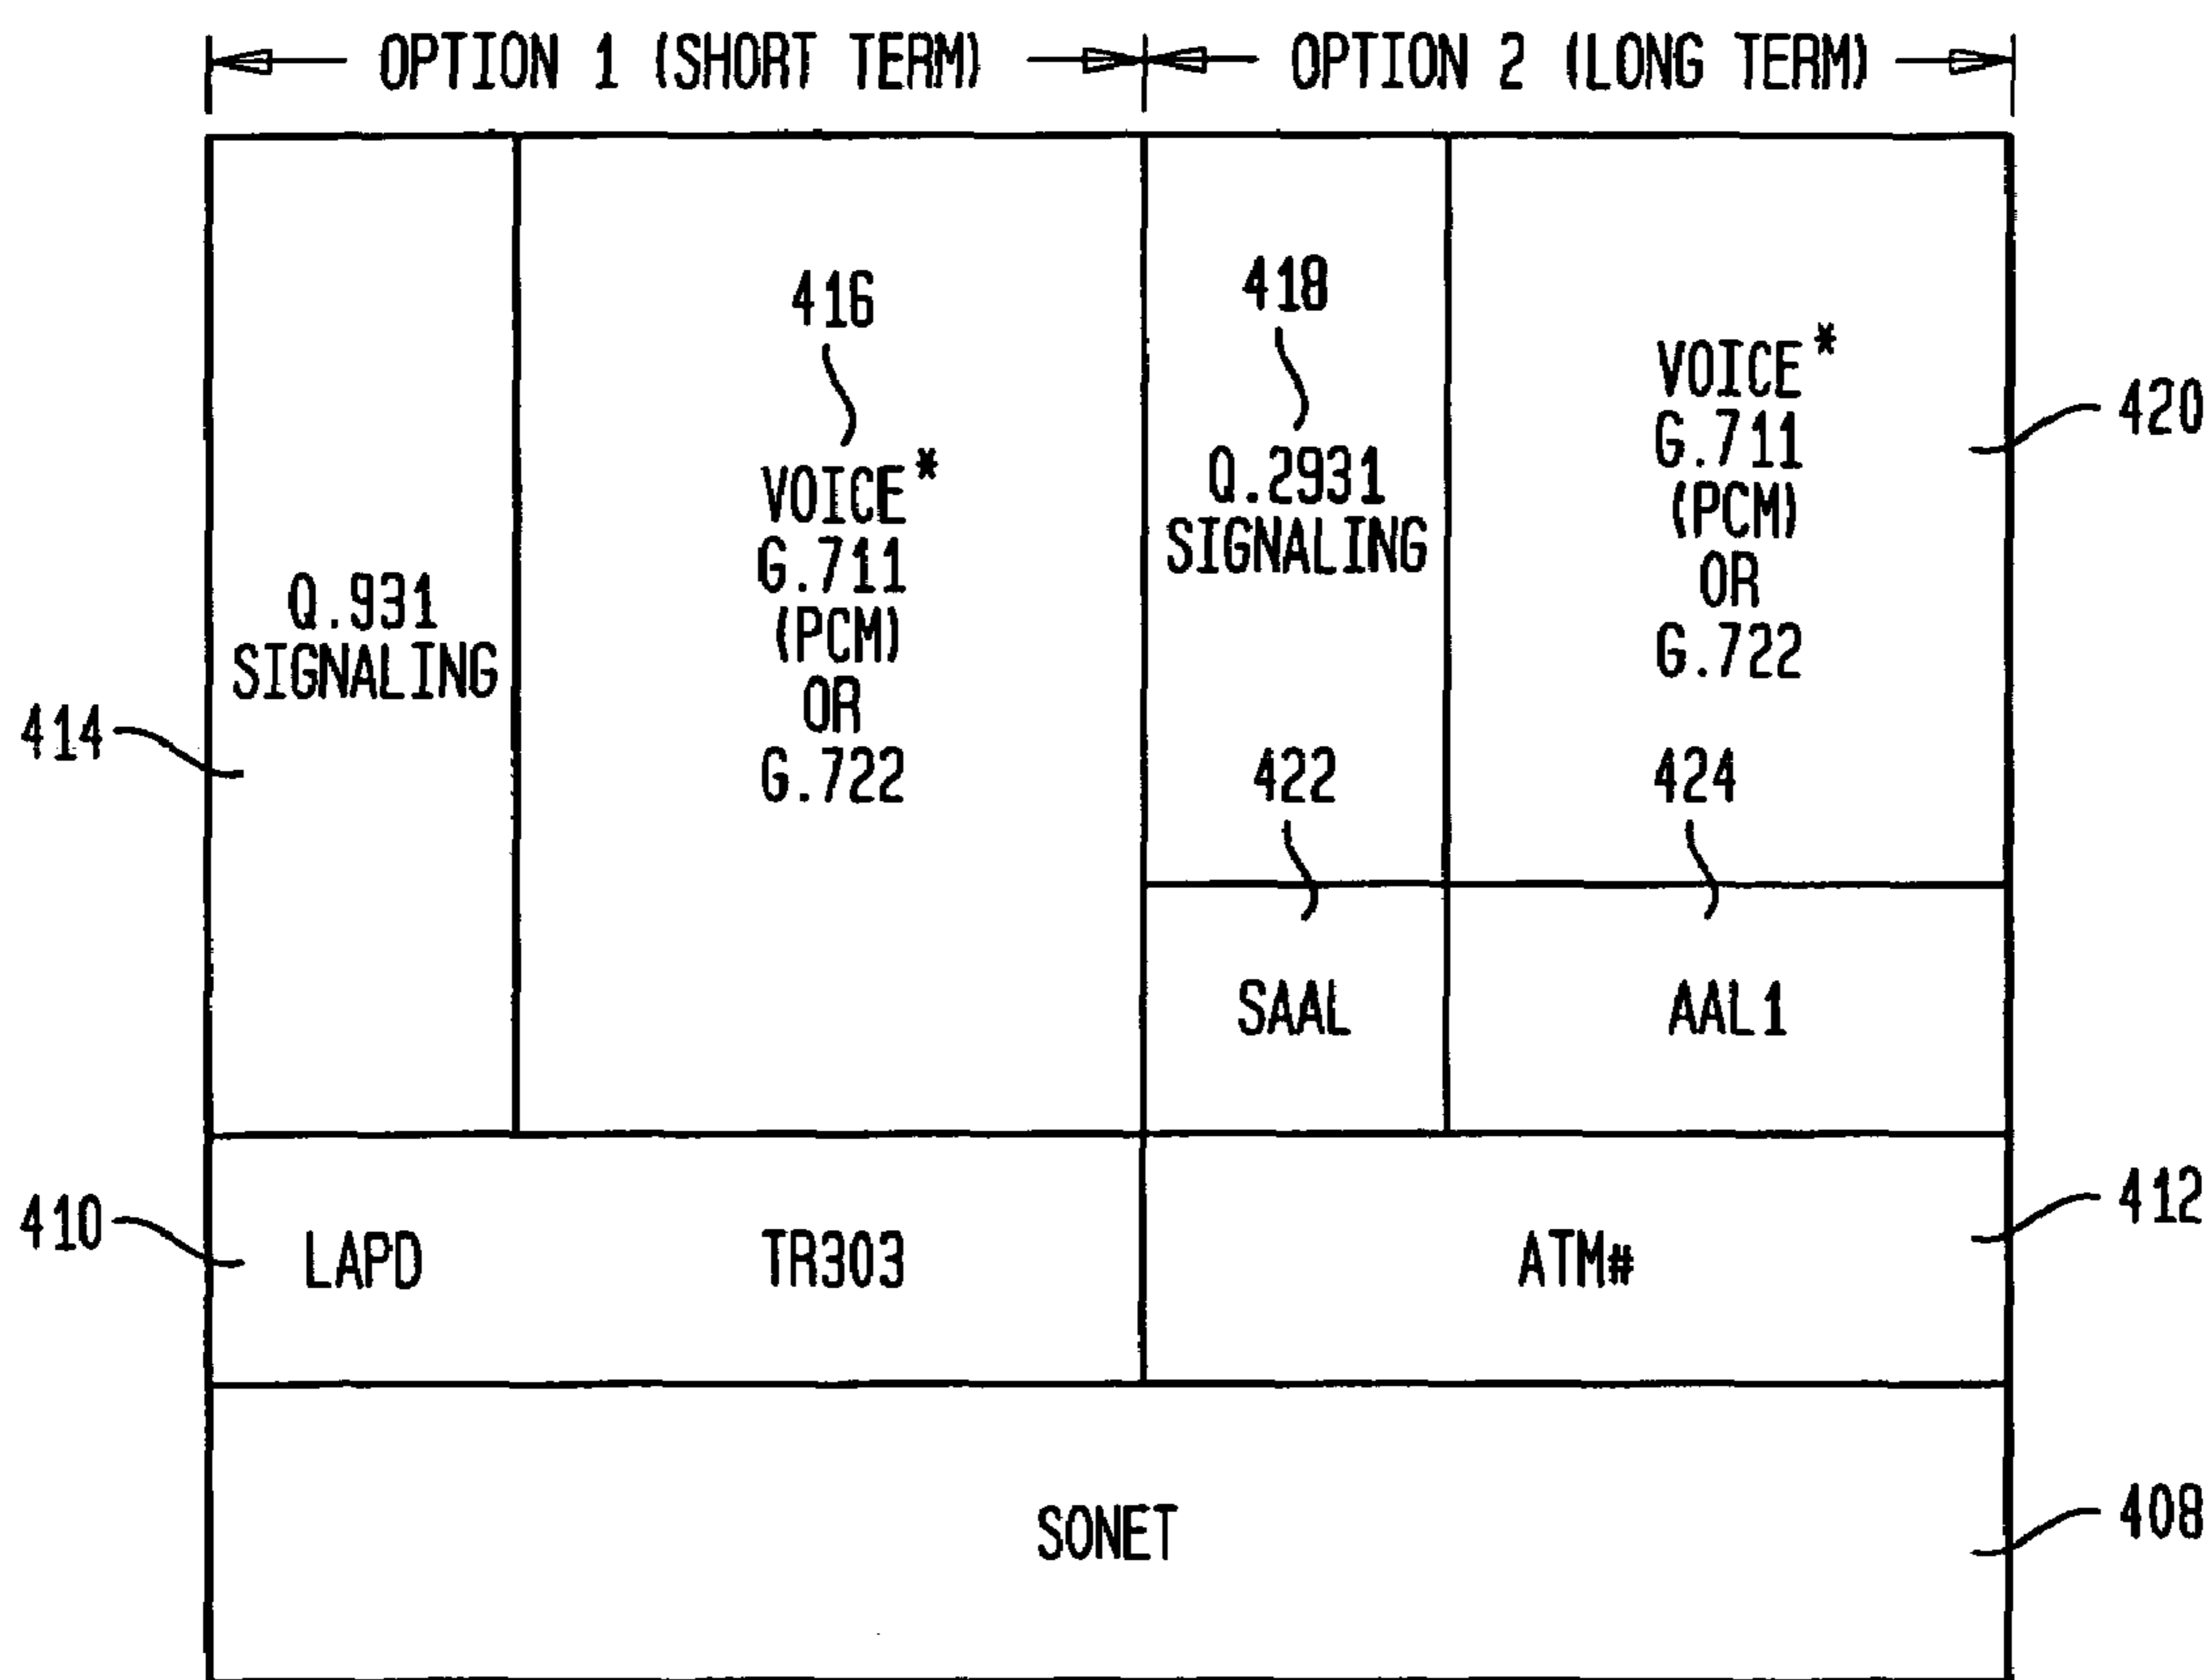 OPTION 1 (SHORT TERM)
OPTION 2 (LONG TERM)
414
Q.931
SIGNALING
416
VOICE*
G.711
(PCM)
OR
G.722
418
Q.2931
SIGNALING
VOICE*
G.711
(PCM)
OR
G.722
420
422
SAAL
424
AAL1
410
LAPD
TR303
ATM#
412
SONET
408